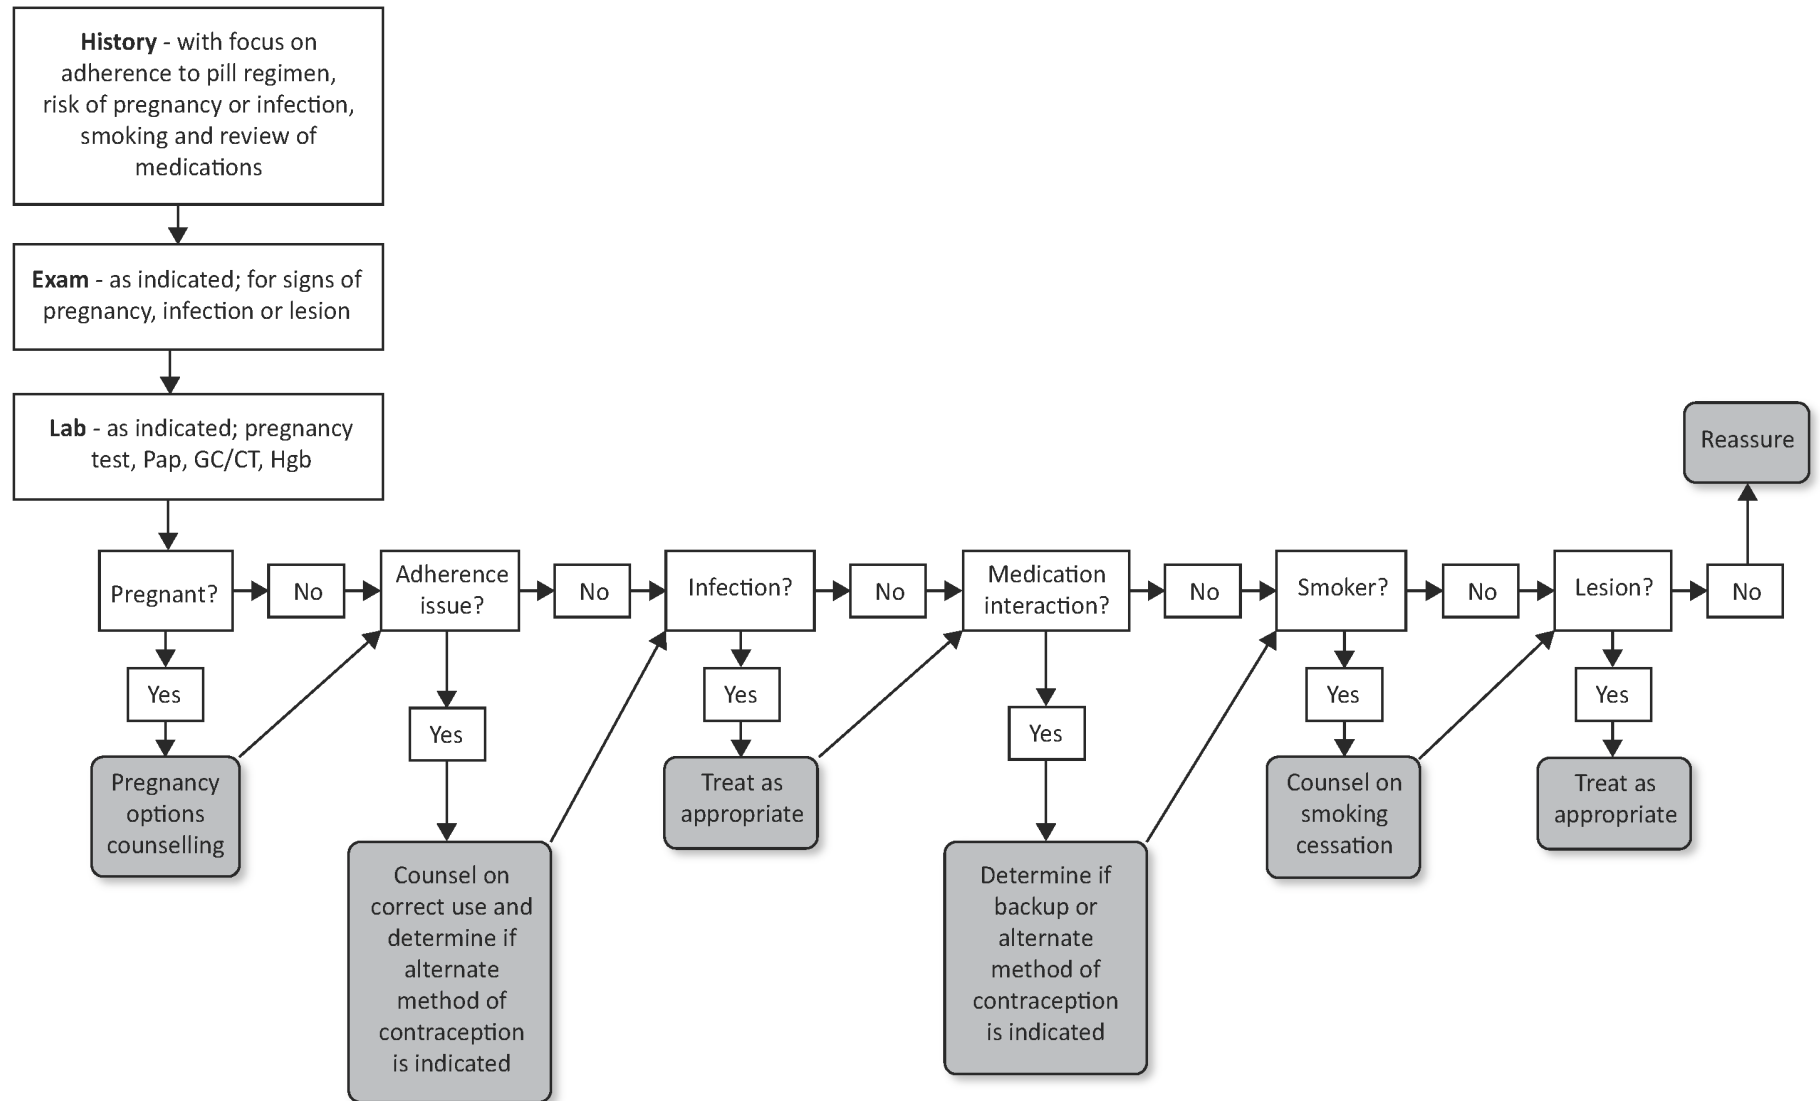 History - with focus on
adherence to pill regimen,
risk of pregnancy or infection,
smoking and review of
medications
Exam - as indicated; for signs of
pregnancy, infection or lesion
Lab - as indicated; pregnancy
test, Pap, GC/CT, Hgb
Reassure
Pregnant?
No
Adherence
issue?
No
Infection?
No
Medication
interaction?
No
Smoker?
No
Lesion?
No
Yes
Yes
Yes
Yes
Yes
Yes
Pregnancy
options
counselling
Counsel on
correct use and
determine if
alternate
method of
contraception
is indicated
Treat as
appropriate
Determine if
backup or
alternate
method of
contraception
is indicated
Counsel on
smoking
cessation
Treat as
appropriate